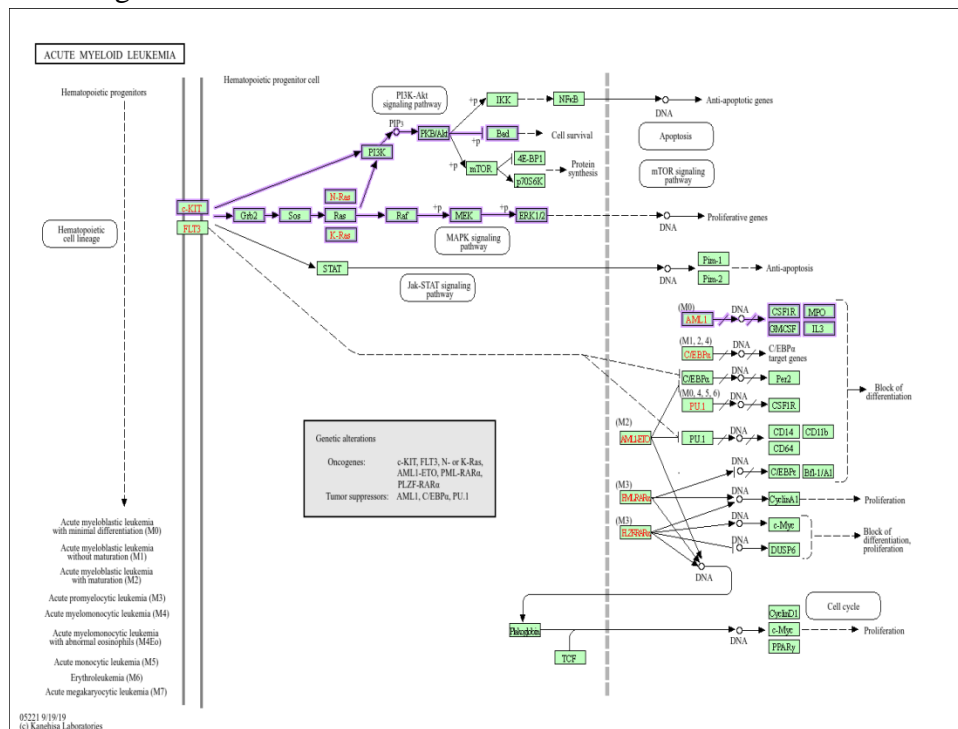 ACUTE MYELOID LEUKEMIA
Hematopoietic progenitors
Hematopoietic progenitor cell
Hematopoietic
cell lineage
c-KIT
FLT3
PI3K-Akt
signaling pathway
PIP3
PI3K
PKB/Akt
+p
IKK
NFκB
DNA
Anti-apoptotic genes
+p
Bad
Cell survival
Apoptosis
+p
mTOR
4E-BP1
p70S6K
Protein
synthesis
mTOR signaling
pathway
Grb2
Sos
N-Ras
Ras
K-Ras
Raf
+p
MEK
+p
ERK1/2
DNA
Proliferative genes
MAPK signaling
pathway
STAT
Jak-STAT signaling
pathway
DNA
Pim-1
Pim-2
Anti-apoptosis
(M0)
AML1
DNA
CSF1R
MPO
GMCSF
IL3
(M1, 2, 4)
C/EBPα
DNA
C/EBPα
target genes
C/EBPα
DNA
Per2
(M0, 4, 5, 6)
PU.1
DNA
CSF1R
Block of
differentiation
(M2)
AML1-ETO
PU.1
DNA
CD14
CD11b
CD64
DNA
C/EBPε
Bfl-1/A1
(M3)
PMLRARα
DNA
CyclinA1
Proliferation
(M3)
PLZFRARα
DNA
c-Myc
DNA
DUSP6
Block of
differentiation,
proliferation
DNA
Genetic alterations
Oncogenes: c-KIT, FLT3, N- or K-Ras,
AML1-ETO, PML-RARα,
PLZF-RARα
Tumor suppressors: AML1, C/EBPα, PU.1
Acute myeloblastic leukemia
with minimal differentiation (M0)
Acute myeloblastic leukemia
without maturation (M1)
Acute myeloblastic leukemia
with maturation (M2)
Acute promyelocytic leukemia (M3)
Acute myelomonocytic leukemia (M4)
Acute myelomonocytic leukemia
with abnormal eosinophils (M4Eo)
Acute monocytic leukemia (M5)
Erythroleukemia (M6)
Acute megakaryocytic leukemia (M7)
Plakoglobin
TCF
DNA
CyclinD1
c-Myc
PPARγ
Cell cycle
Proliferation
05221 9/19/19
(c) Kanehisa Laboratories